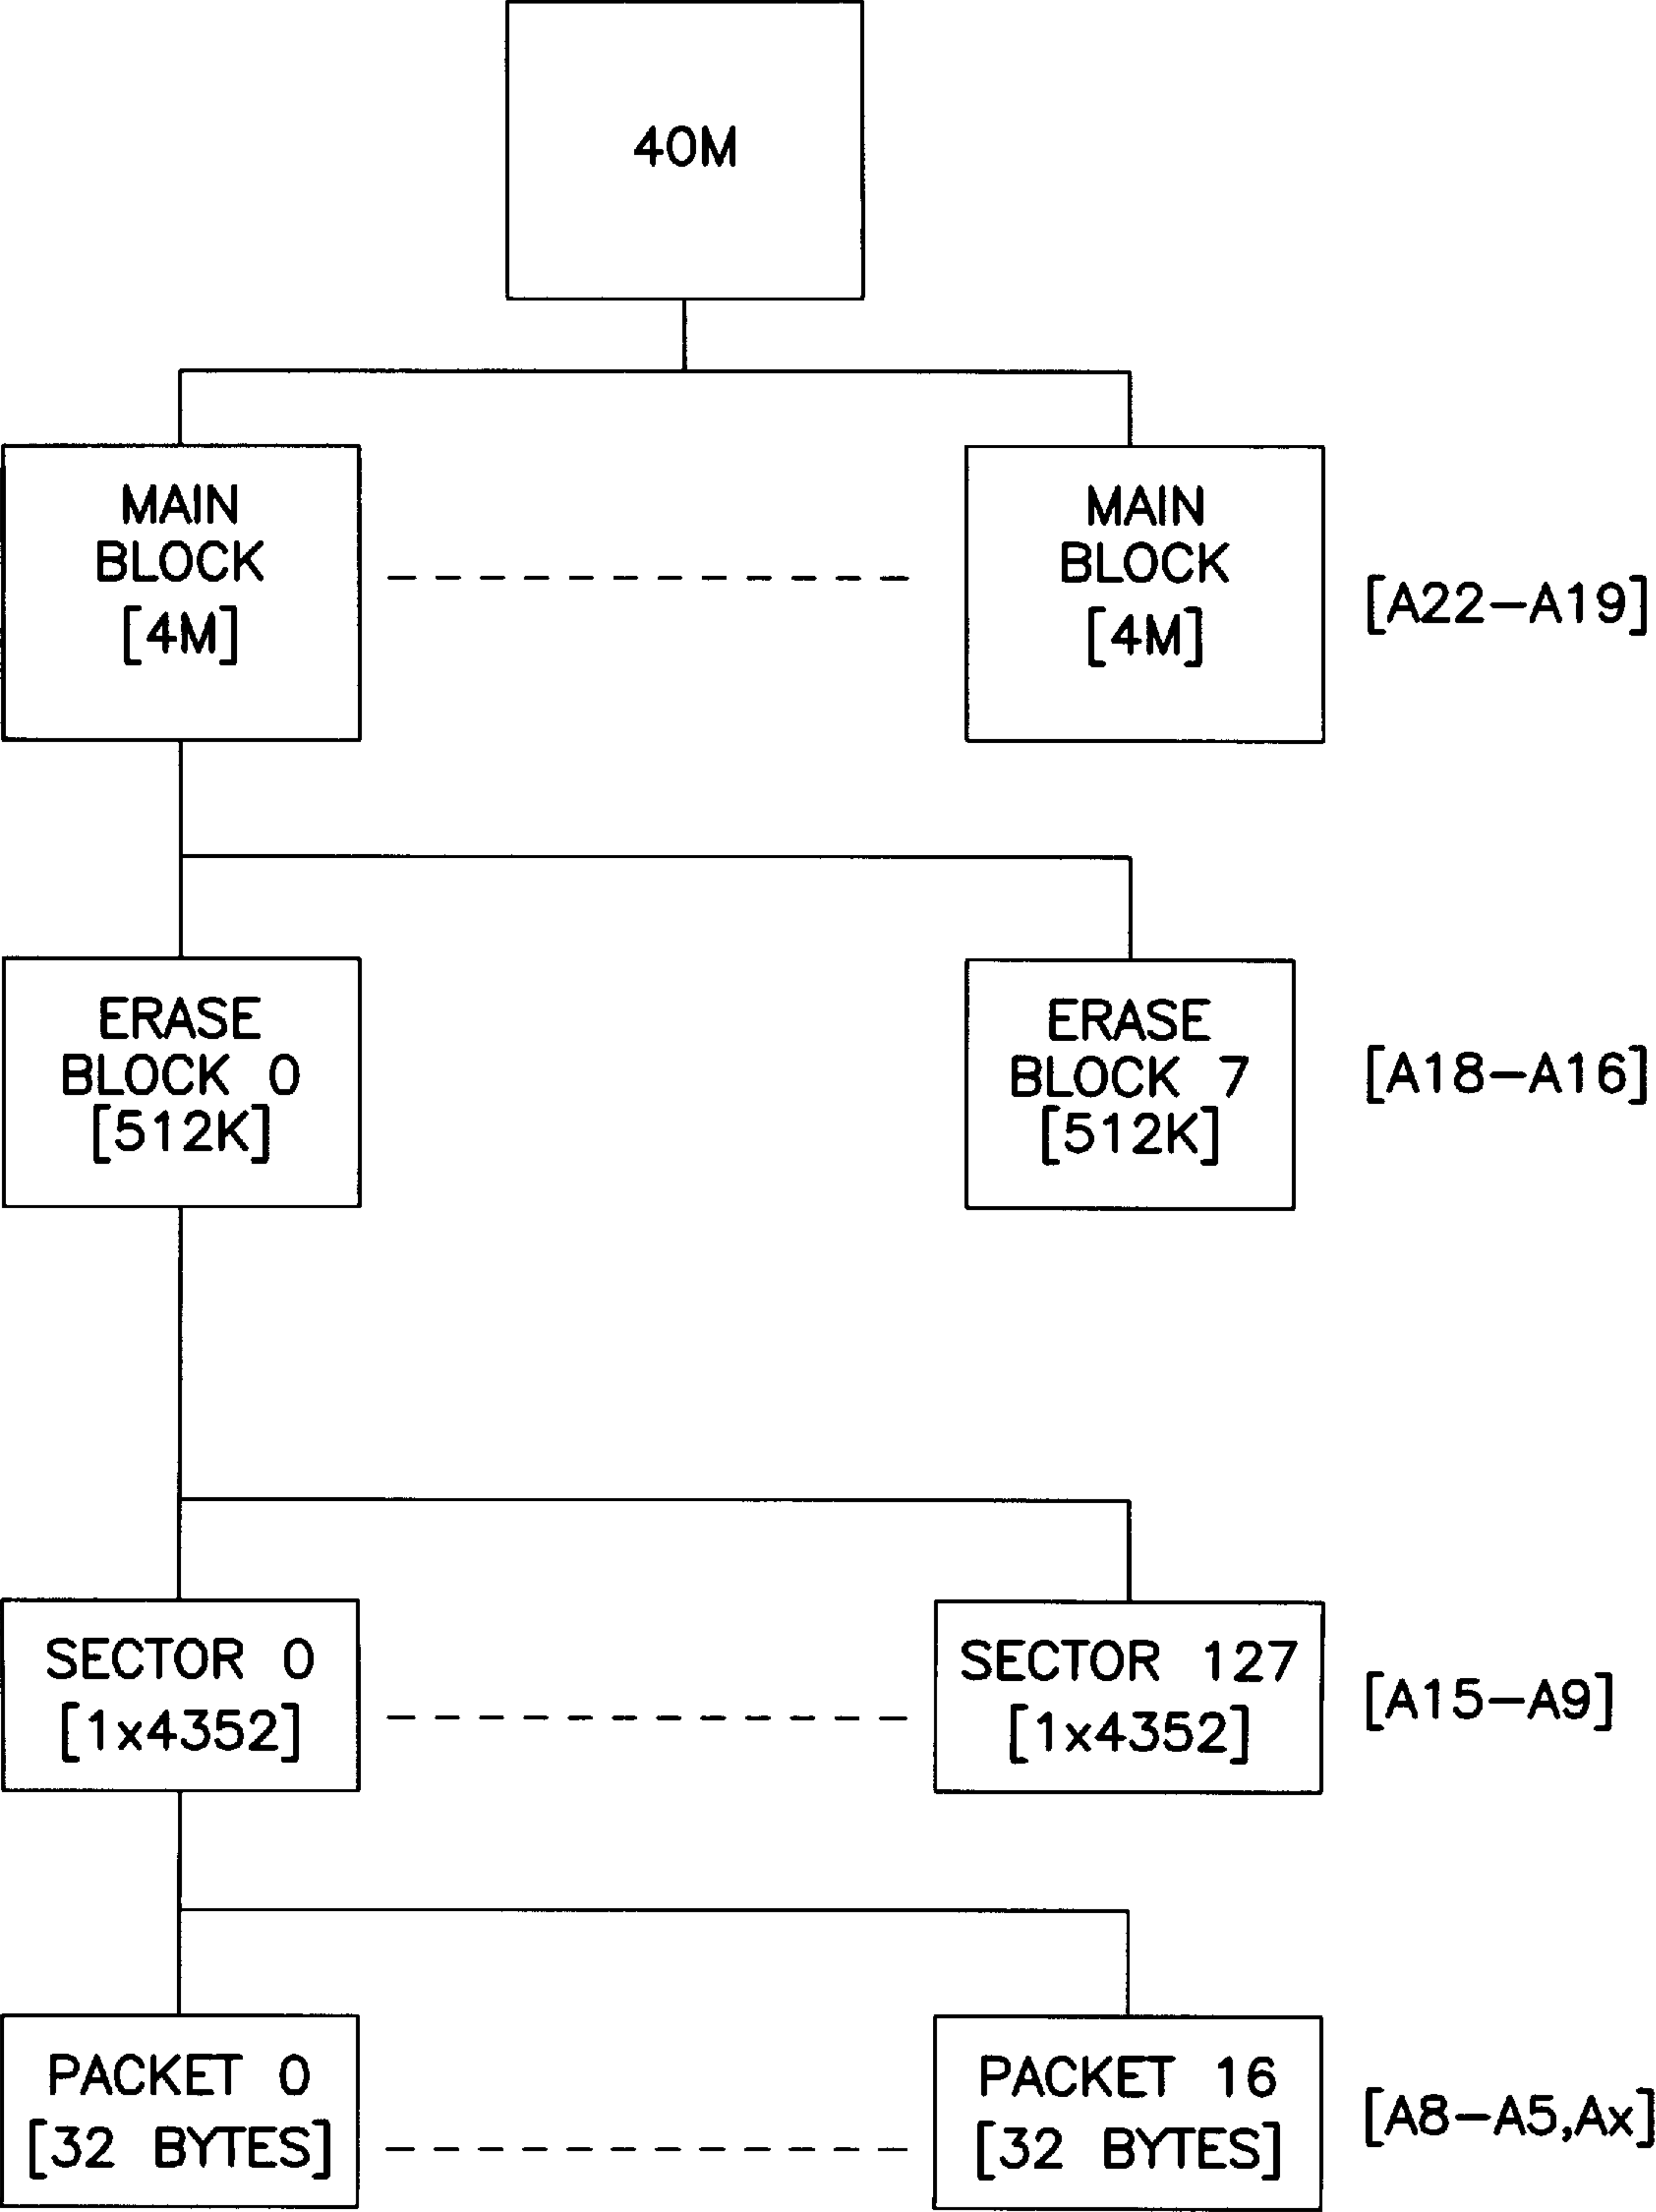 40M
MAIN
BLOCK
[4M]
MAIN
BLOCK
[4M]
[A22-A19]
ERASE
BLOCK 0
[512K]
ERASE
BLOCK 7
[512K]
[A18-A16]
SECTOR 0
[1x4352]
SECTOR 127
[1x4352]
[A15-A9]
PACKET 0
[32 BYTES]
PACKET 16
[32 BYTES]
[A8-A5,Ax]